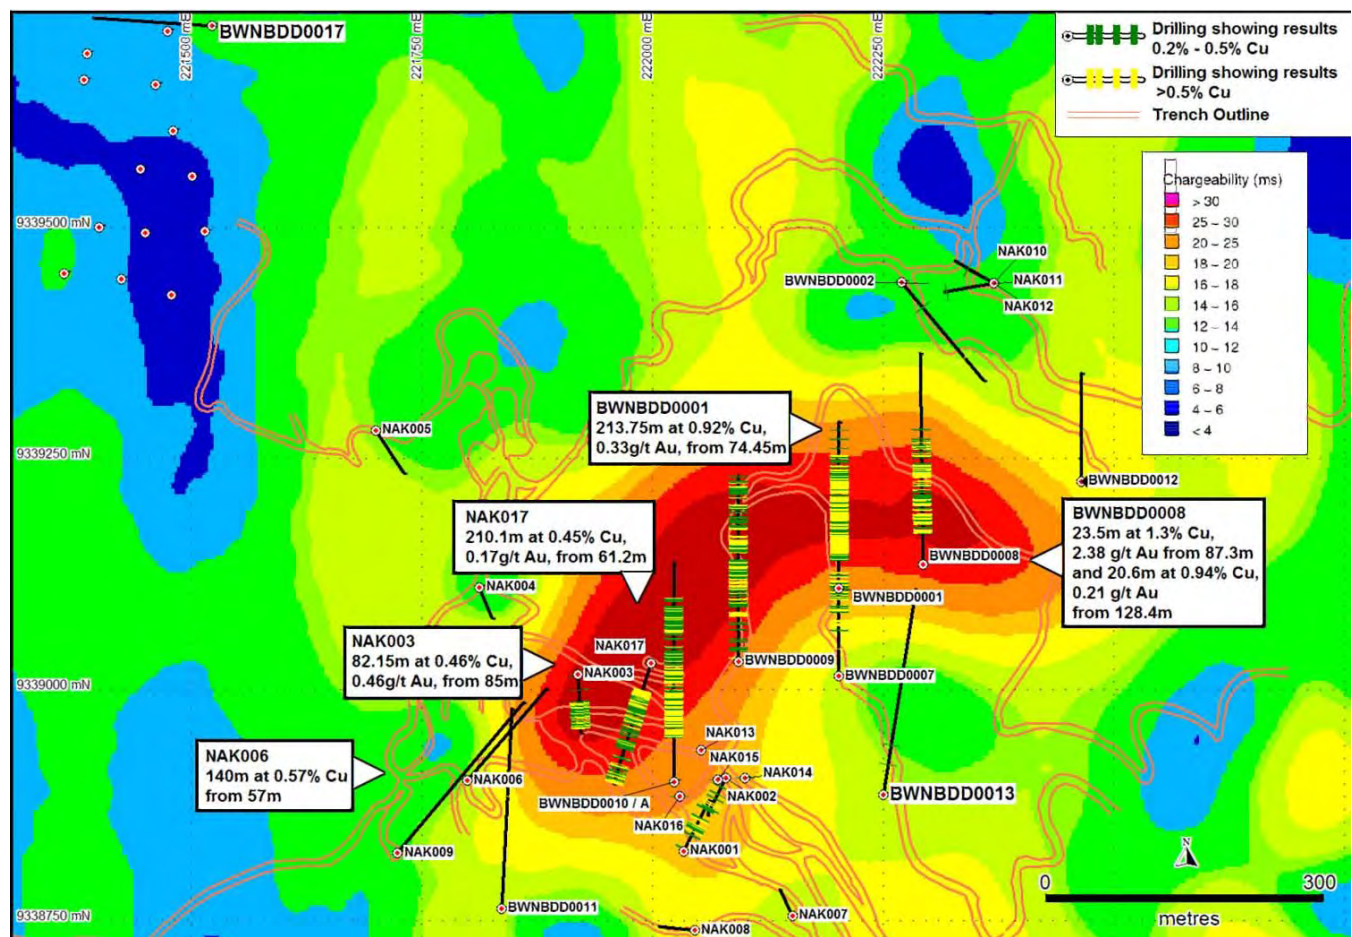 BWNBDD0017
221500 mE
221750 mE
222000 mE
222250 mE
Drilling showing results
0.2% - 0.5% Cu
Drilling showing results
>0.5% Cu
Trench Outline
Chargeability (ms)
> 30
25 – 30
20 – 25
18 – 20
16 – 18
14 – 16
12 – 14
10 – 12
8 – 10
6 – 8
4 – 6
< 4
9339500 mN
NAK010
BWNBDD0002
NAK011
NAK012
BWNBDD0001
213.75m at 0.92% Cu,
0.33g/t Au, from 74.45m
NAK005
9339250 mN
BWNBDD0012
NAK017
210.1m at 0.45% Cu,
0.17g/t Au, from 61.2m
BWNBDD0008
23.5m at 1.3% Cu,
2.38 g/t Au from 87.3m
and 20.6m at 0.94% Cu,
0.21 g/t Au
from 128.4m
BWNBDD0008
NAK004
BWNBDD0001
NAK003
82.15m at 0.46% Cu,
0.46g/t Au, from 85m
NAK017
NAK003
BWNBDD0009
BWNBDD0007
9339000 mN
NAK013
NAK006
140m at 0.57% Cu
from 57m
NAK015
NAK014
NAK006
NAK002
BWNBDD0010 / A
BWNBDD0013
NAK016
NAK009
NAK001
N
0
300
metres
BWNBDD0011
NAK007
9338750 mN
NAK008